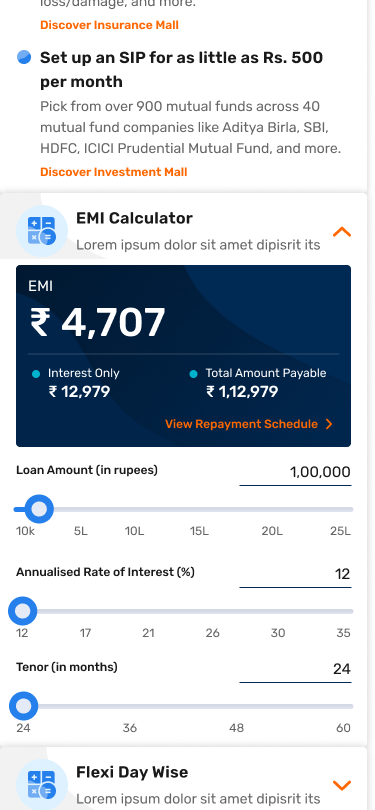 loss/damage, and more.
Discover Insurance Mall
Set up an SIP for as little as Rs. 500
per month
Pick from over 900 mutual funds across 40
mutual fund companies like Aditya Birla, SBI,
HDFC, ICICI Prudential Mutual Fund, and more.
Discover Investment Mall
EMI Calculator
Lorem ipsum dolor sit amet dipisrit its
EMI
₹ 4,707
Interest Only
₹ 12,979
Total Amount Payable
₹ 1,12,979
View Repayment Schedule
Loan Amount (in rupees)
1,00,000
10k 5L 10L 15L 20L 25L
Annualised Rate of Interest (%)
12
12 17 21 26 30 35
Tenor (in months)
24
24 36 48 60
Flexi Day Wise
Lorem ipsum dolor sit amet dipisrit its